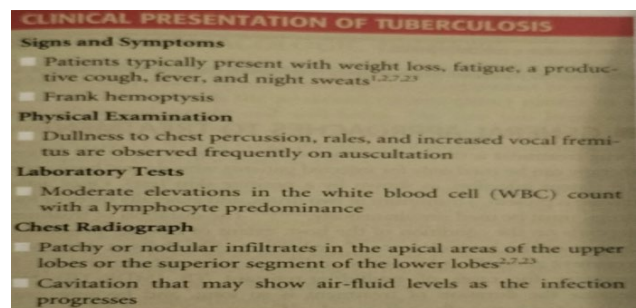 CLINICAL PRESENTATION OF TUBERCULOSIS
Signs and Symptoms
Patients typically present with weight loss, fatigue, a produc-
tive cough, fever, and night sweats1,2,7,23
Frank hemoptysis
Physical Examination
Dullness to chest percussion, rales, and increased vocal fremi-
tus are observed frequently on auscultation
Laboratory Tests
Moderate elevations in the white blood cell (WBC) count
with a lymphocyte predominance
Chest Radiograph
Patchy or nodular infiltrates in the apical areas of the upper
lobes or the superior segment of the lower lobes2,7,23
Cavitation that may show air-fluid levels as the infection
progresses